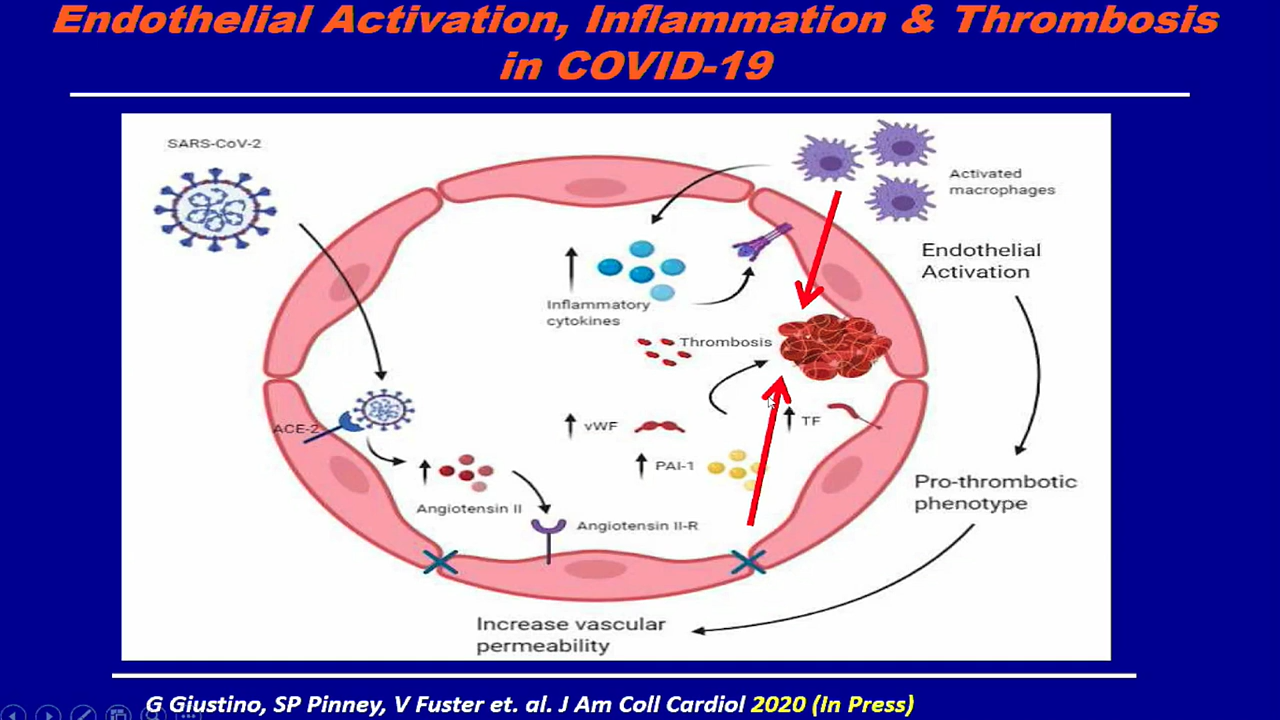 Endothelial Activation, Inflammation & Thrombosis
in COVID-19
SARS-CoV-2
Activated
macrophages
Endothelial
Activation
Inflammatory
cytokines
Thrombosis
ACE-2
vWF
TF
PAI-1
Angiotensin II
Angiotensin II-R
Pro-thrombotic
phenotype
Increase vascular
permeability
G Giustino, SP Pinney, V Fuster et. al. J Am Coll Cardiol 2020 (In Press)